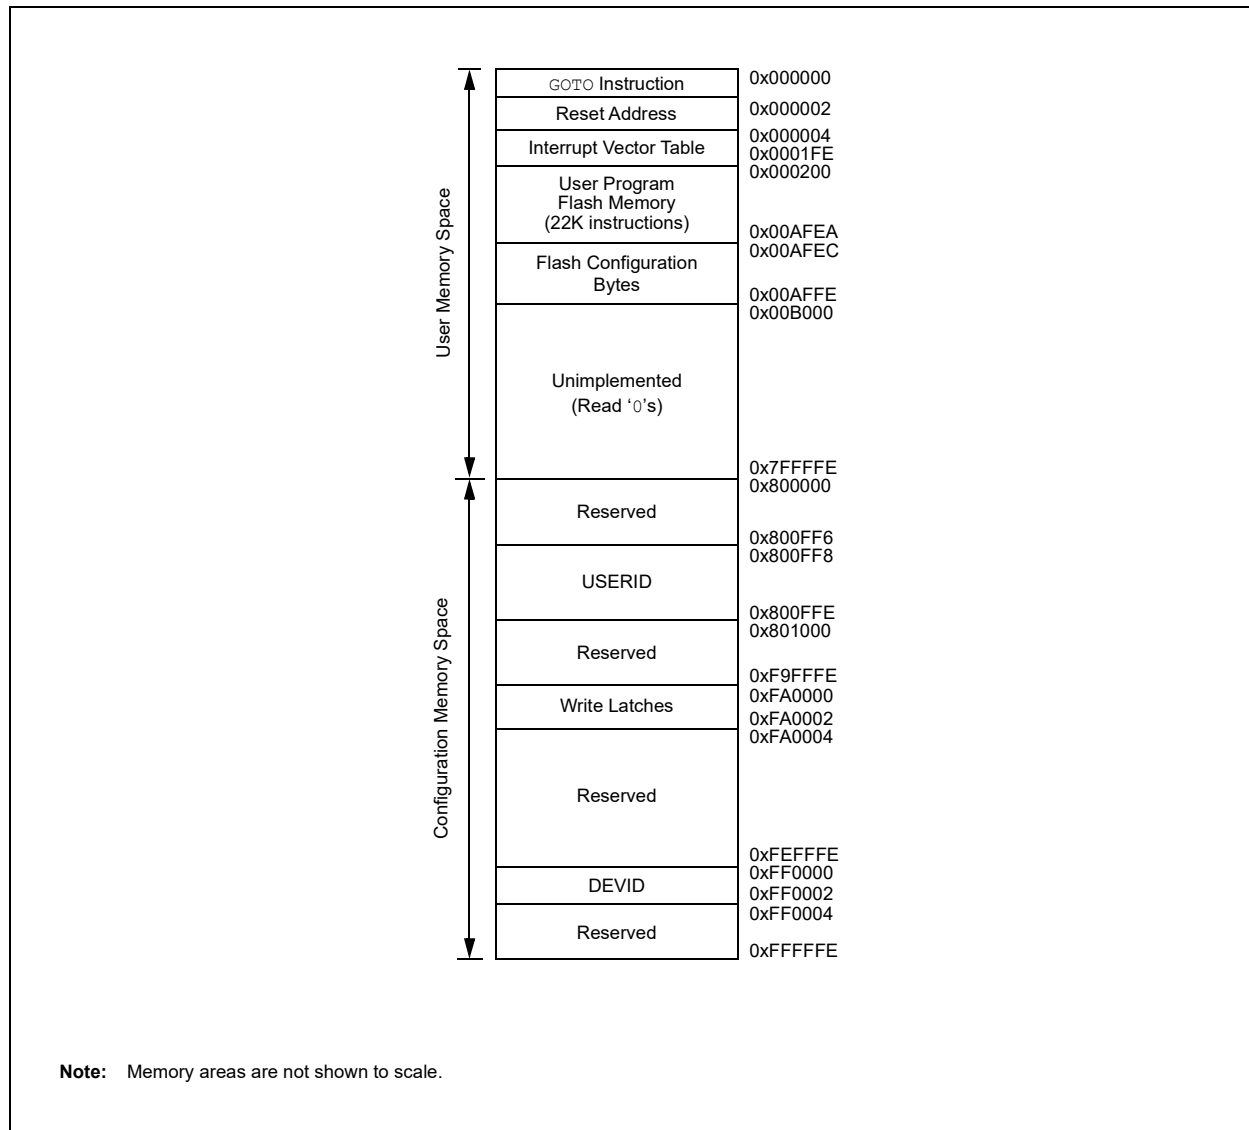 GOTO Instruction
0x000000
Reset Address
0x000002
0x000004
Interrupt Vector Table
0x0001FE
0x000200
User Program
Flash Memory
(22K instructions)
0x00AFEA
0x00AFEC
Flash Configuration
Bytes
0x00AFFE
0x00B000
User Memory Space
Unimplemented
(Read ‘0’s)
0x7FFFFE
0x800000
Reserved
0x800FF6
0x800FF8
USERID
0x800FFE
0x801000
Reserved
0xF9FFFE
0xFA0000
Write Latches
0xFA0002
0xFA0004
Configuration Memory Space
Reserved
0xFEFFFE
0xFF0000
DEVID
0xFF0002
0xFF0004
Reserved
0xFFFFFE
Note: Memory areas are not shown to scale.